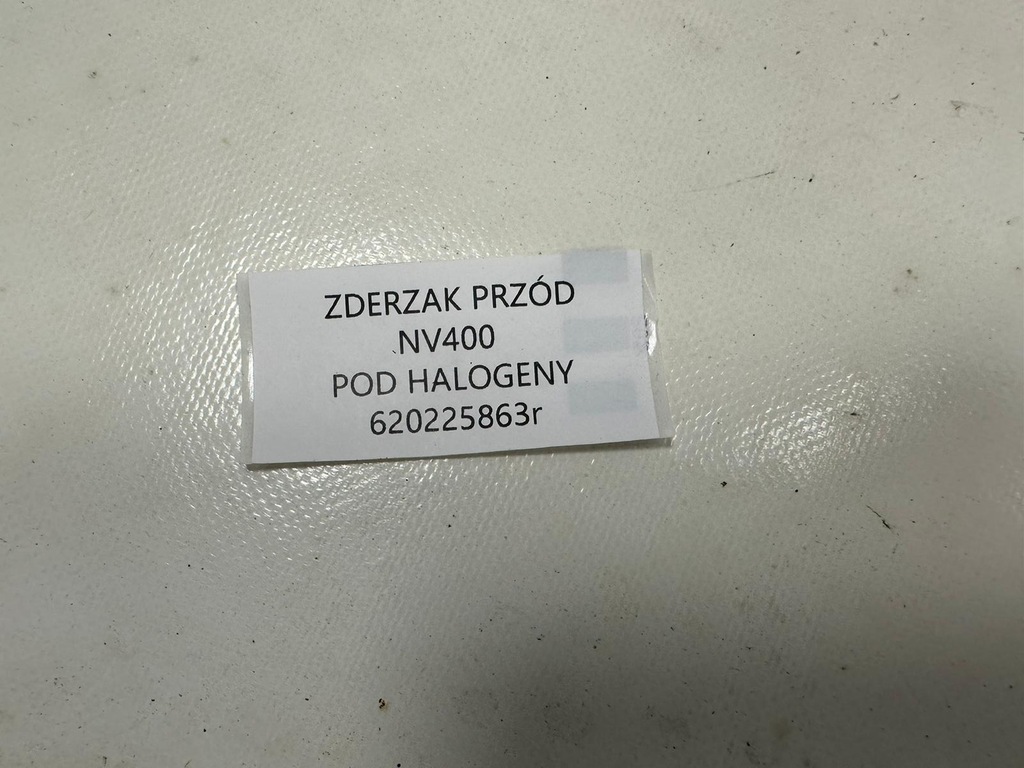 ZDERZAK PRZÓD
NV400
POD HALOGENY
620225863r